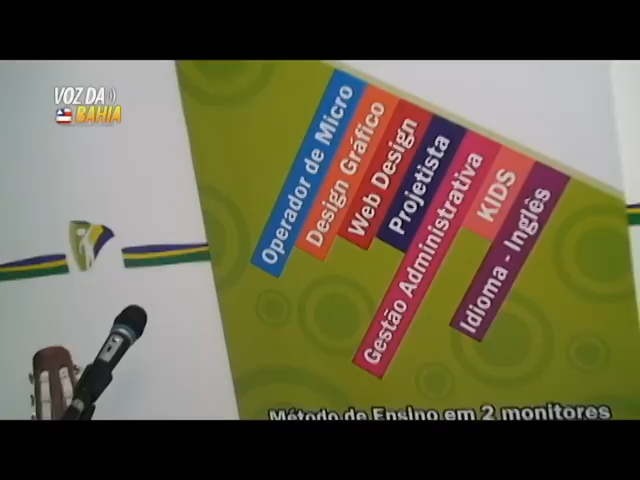 VOZ DA
BAHIA
Operador de Micro
Design Gráfico
Web Design
Projetista
Gestão Administrativa
KIDS
Idioma - Inglês
Método de Ensino em 2 monitores